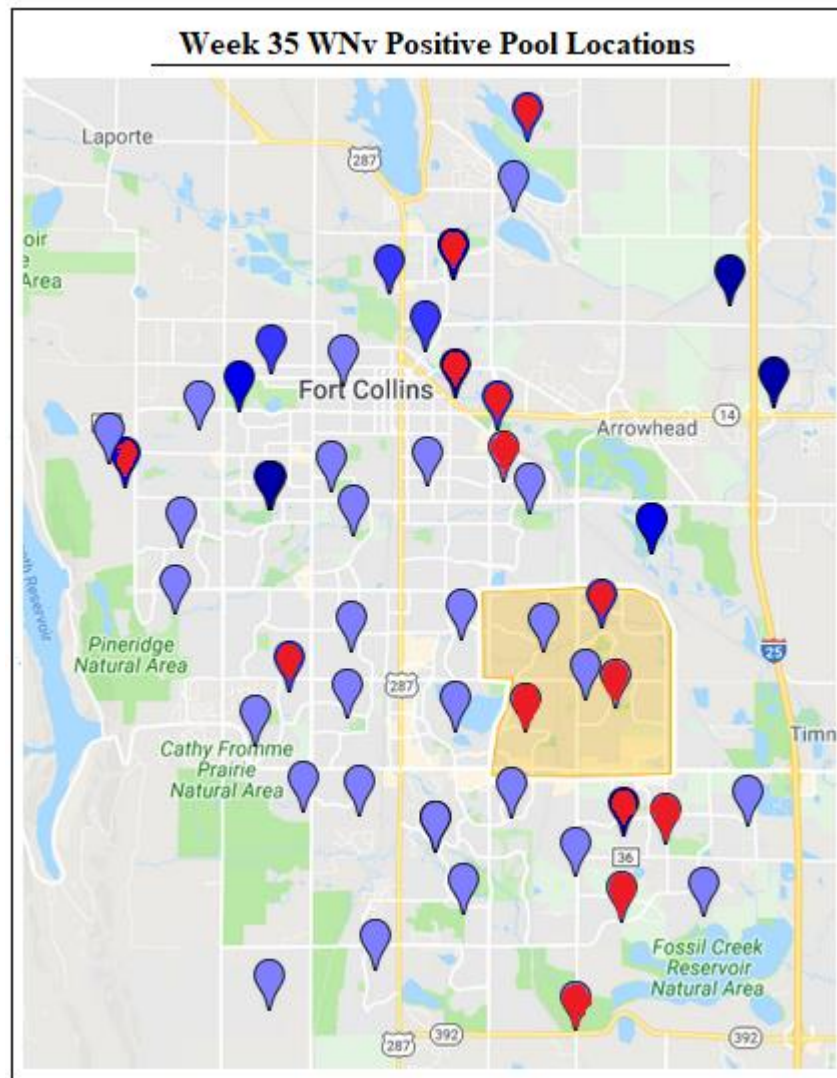 Week 35 WNv Positive Pool Locations
Laporte
287
oir
e
Area
Fort Collins
14
Arrowhead
Reservoir
Pineridge
Natural Area
287
25
Timn
Cathy Fromme
Prairie
Natural Area
36
Fossil Creek
Reservoir
Natural Area
392
287
392